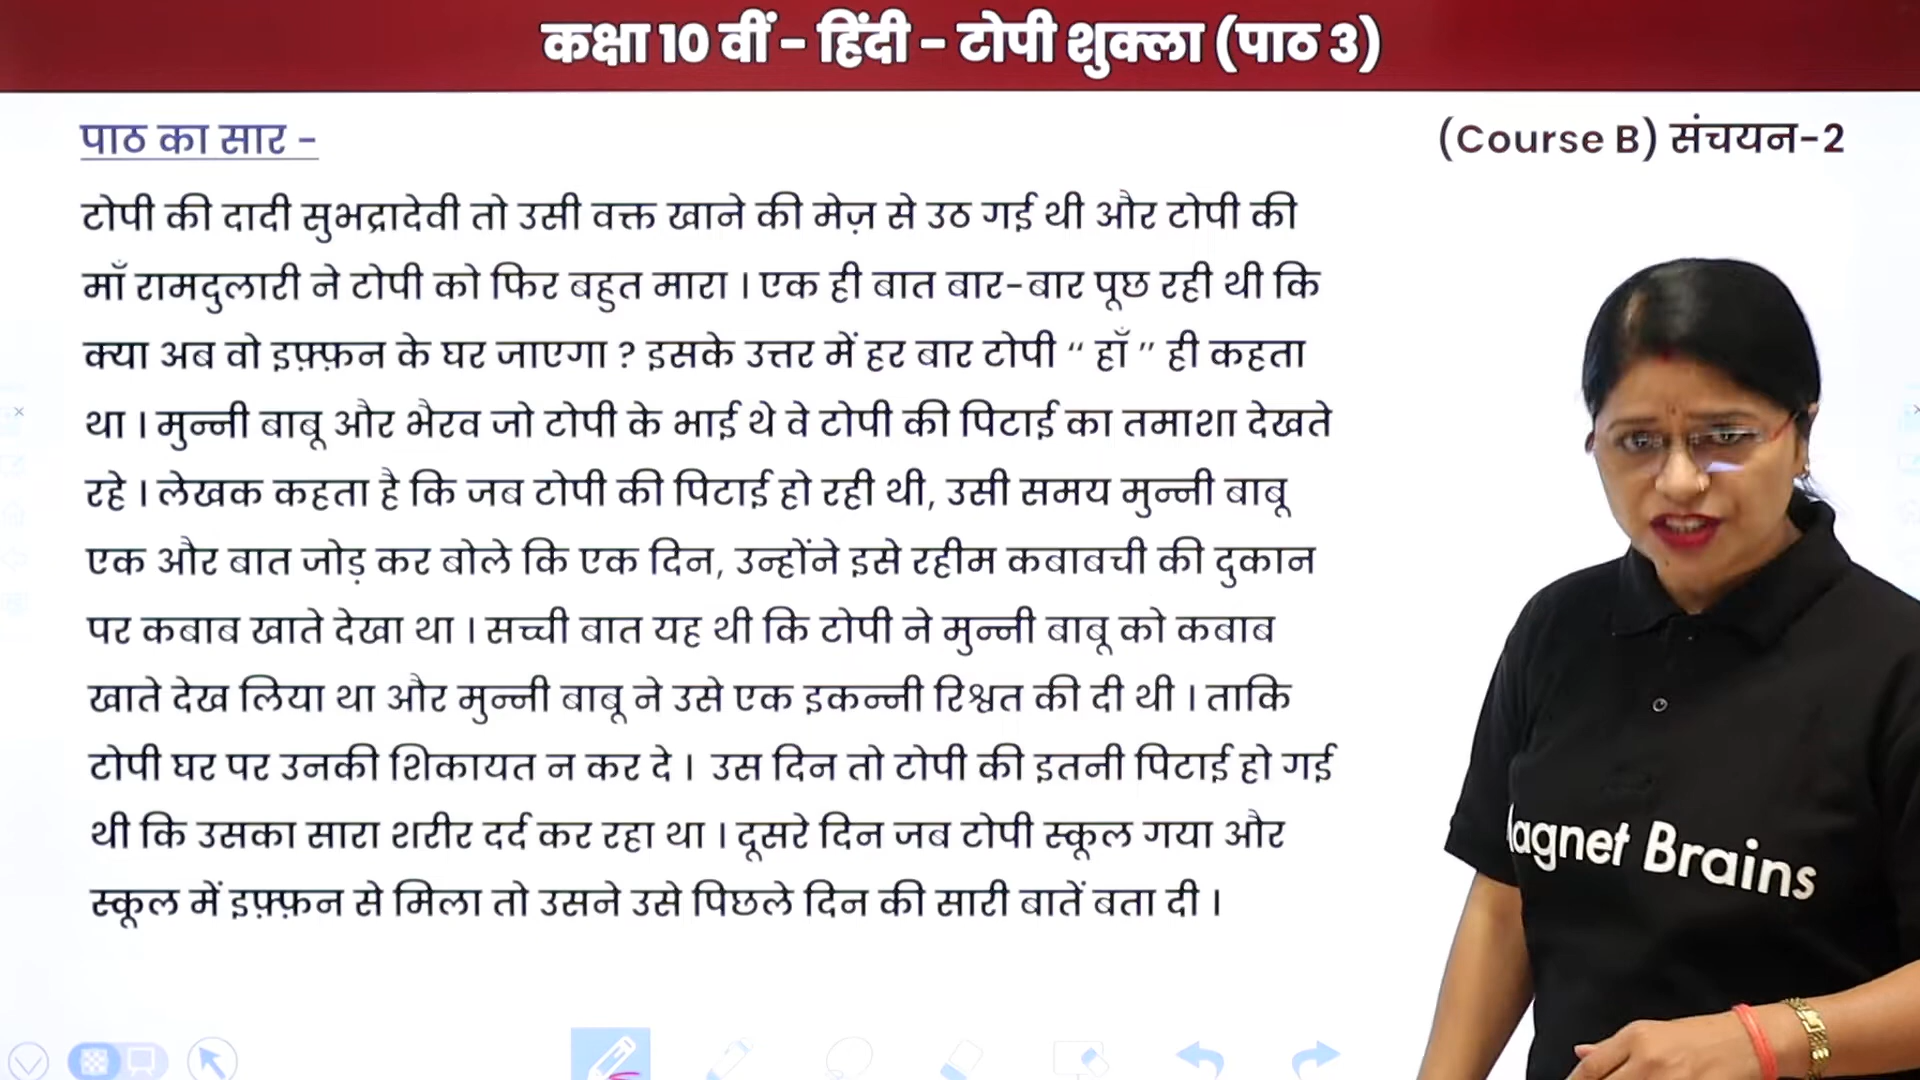 कक्षा 10 वीं - हिंदी - टोपी शुक्ला (पाठ 3)
पाठ का सार -
(Course B) संचयन-2
टोपी की दादी सुभद्रादेवी तो उसी वक्त खाने की मेज़ से उठ गई थी और टोपी की
माँ रामदुलारी ने टोपी को फिर बहुत मारा । एक ही बात बार-बार पूछ रही थी कि
क्या अब वो इफ़्फ़न के घर जाएगा ? इसके उत्तर में हर बार टोपी “ हाँ ” ही कहता
था । मुन्नी बाबू और भैरव जो टोपी के भाई थे वे टोपी की पिटाई का तमाशा देखते
रहे । लेखक कहता है कि जब टोपी की पिटाई हो रही थी, उसी समय मुन्नी बाबू
एक और बात जोड़ कर बोले कि एक दिन, उन्होंने इसे रहीम कबाबची की दुकान
पर कबाब खाते देखा था । सच्ची बात यह थी कि टोपी ने मुन्नी बाबू को कबाब
खाते देख लिया था और मुन्नी बाबू ने उसे एक इकन्नी रिश्वत की दी थी । ताकि
टोपी घर पर उनकी शिकायत न कर दे । उस दिन तो टोपी की इतनी पिटाई हो गई
थी कि उसका सारा शरीर दर्द कर रहा था । दूसरे दिन जब टोपी स्कूल गया और
स्कूल में इफ़्फ़न से मिला तो उसने उसे पिछले दिन की सारी बातें बता दी ।
agnet Brains